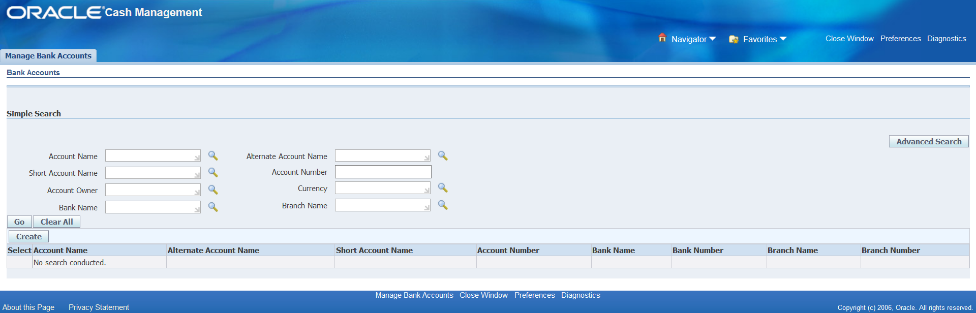 ORACLE Cash Management
Navigator Favorites Close Window Preferences Diagnostics
Manage Bank Accounts
Bank Accounts
Simple Search
Advanced Search
Account Name Alternate Account Name
Short Account Name Account Number
Account Owner Currency
Bank Name Branch Name
Go Clear All
Create
Select Account Name Alternate Account Name Short Account Name Account Number Bank Name Bank Number Branch Name Branch Number
No search conducted.
Manage Bank Accounts Close Window Preferences Diagnostics
About this Page Privacy Statement Copyright (c) 2006, Oracle. All rights reserved.